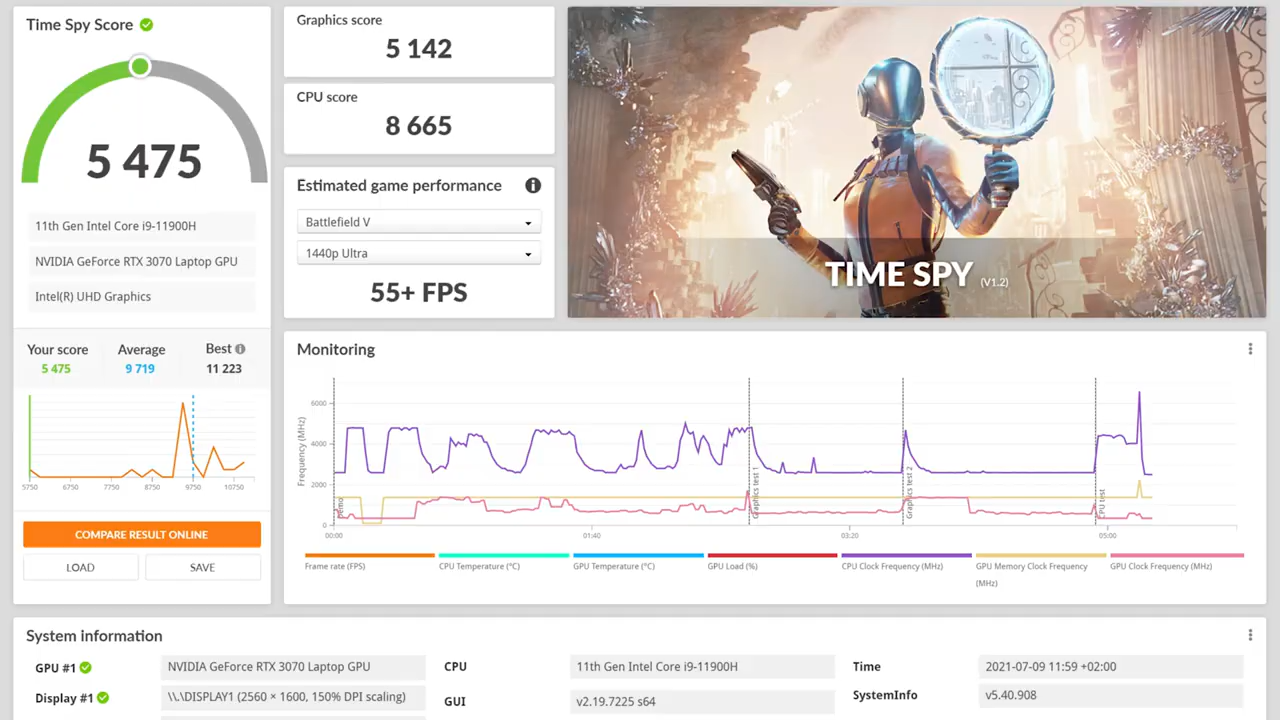 Time Spy Score
5 475
11th Gen Intel Core i9-11900H
NVIDIA GeForce RTX 3070 Laptop GPU
Intel(R) UHD Graphics
Your score Average Best
5 475 9 719 11 223
5750 6750 7750 8750 9750 10750
COMPARE RESULT ONLINE
LOAD SAVE
Graphics score
5 142
CPU score
8 665
Estimated game performance
Battlefield V
1440p Ultra
55+ FPS
TIME SPY (V1.2)
Monitoring
Frequency (MHz)
6000
4000
2000
0
Demo
Graphics test 1
Graphics test 2
CPU test
00:00 01:40 03:20 05:00
Frame rate (FPS) CPU Temperature (°C) GPU Temperature (°C) GPU Load (%) CPU Clock Frequency (MHz) GPU Memory Clock Frequency (MHz) GPU Clock Frequency (MHz)
System information
GPU #1 NVIDIA GeForce RTX 3070 Laptop GPU CPU 11th Gen Intel Core i9-11900H Time 2021-07-09 11:59 +02:00
Display #1 \\.\DISPLAY1 (2560 × 1600, 150% DPI scaling) GUI v2.19.7225 s64 SystemInfo v5.40.908